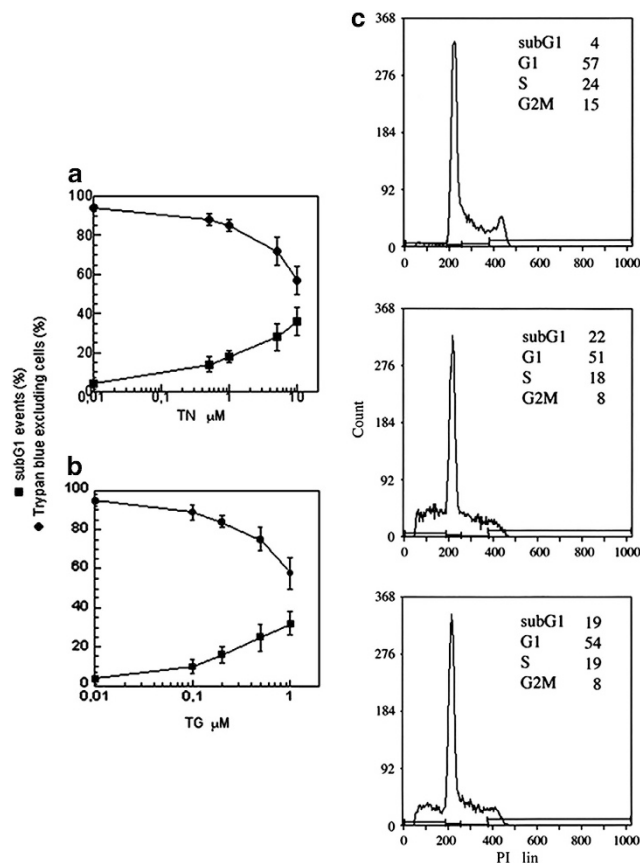 a
100
80
60
40
20
0
0,01
0,1
1
10
TN μM
■ subG1 events (%)
◆ Trypan blue excluding cells (%)
b
100
80
60
40
20
0
0,01
0,1
1
TG μM
c
368
276
184
92
0
0 200 400 600 800 1000
subG1 4
G1 57
S 24
G2M 15
368
276
184
92
0
0 200 400 600 800 1000
subG1 22
G1 51
S 18
G2M 8
Count
368
276
184
92
0
0 200 400 600 800 1000
subG1 19
G1 54
S 19
G2M 8
PI lin